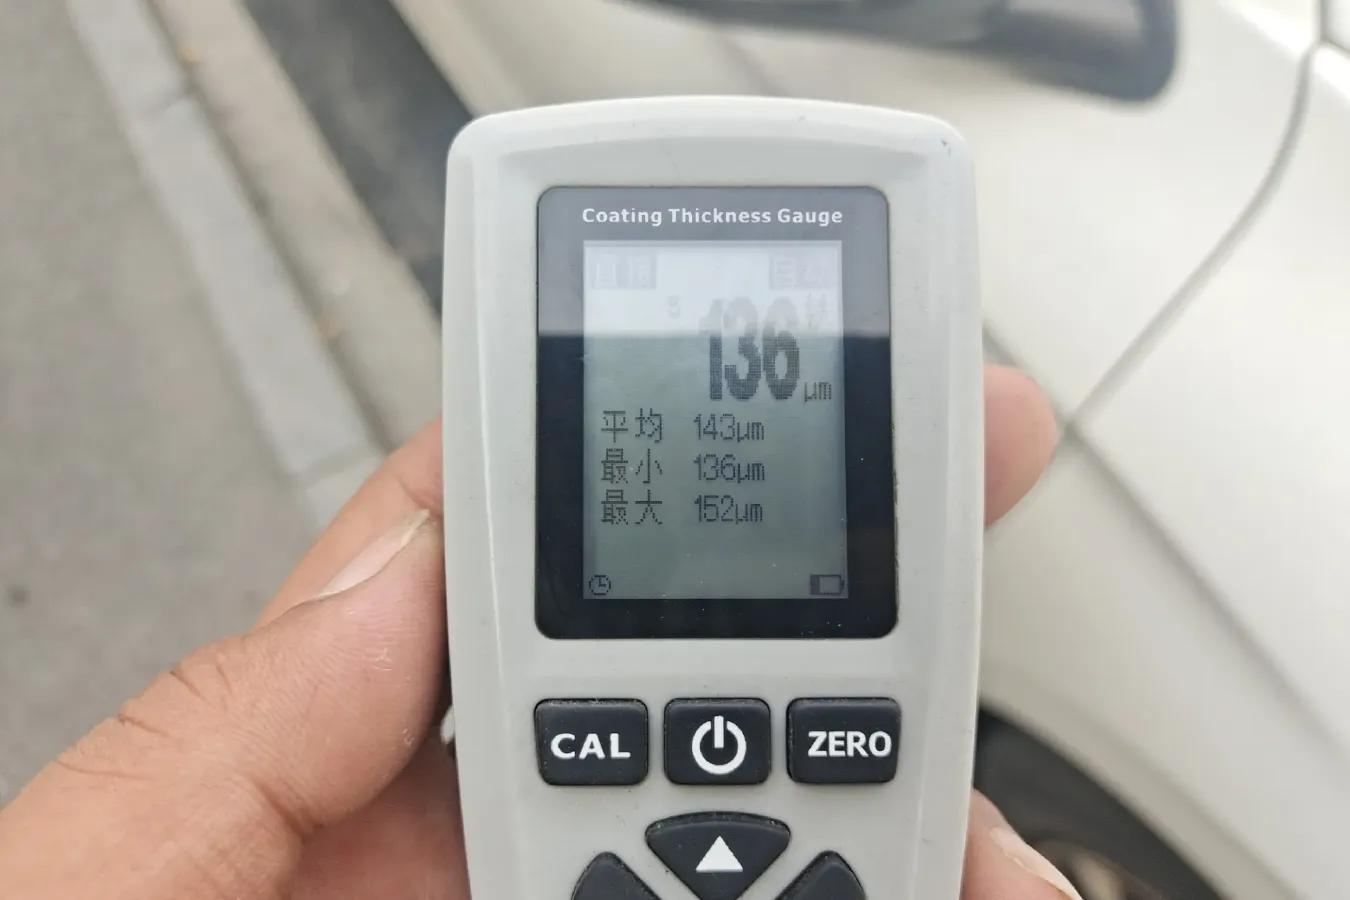 Coating Thickness Gauge
136 μm
平均 143μm
最小 136μm
最大 152μm
CAL
ZERO